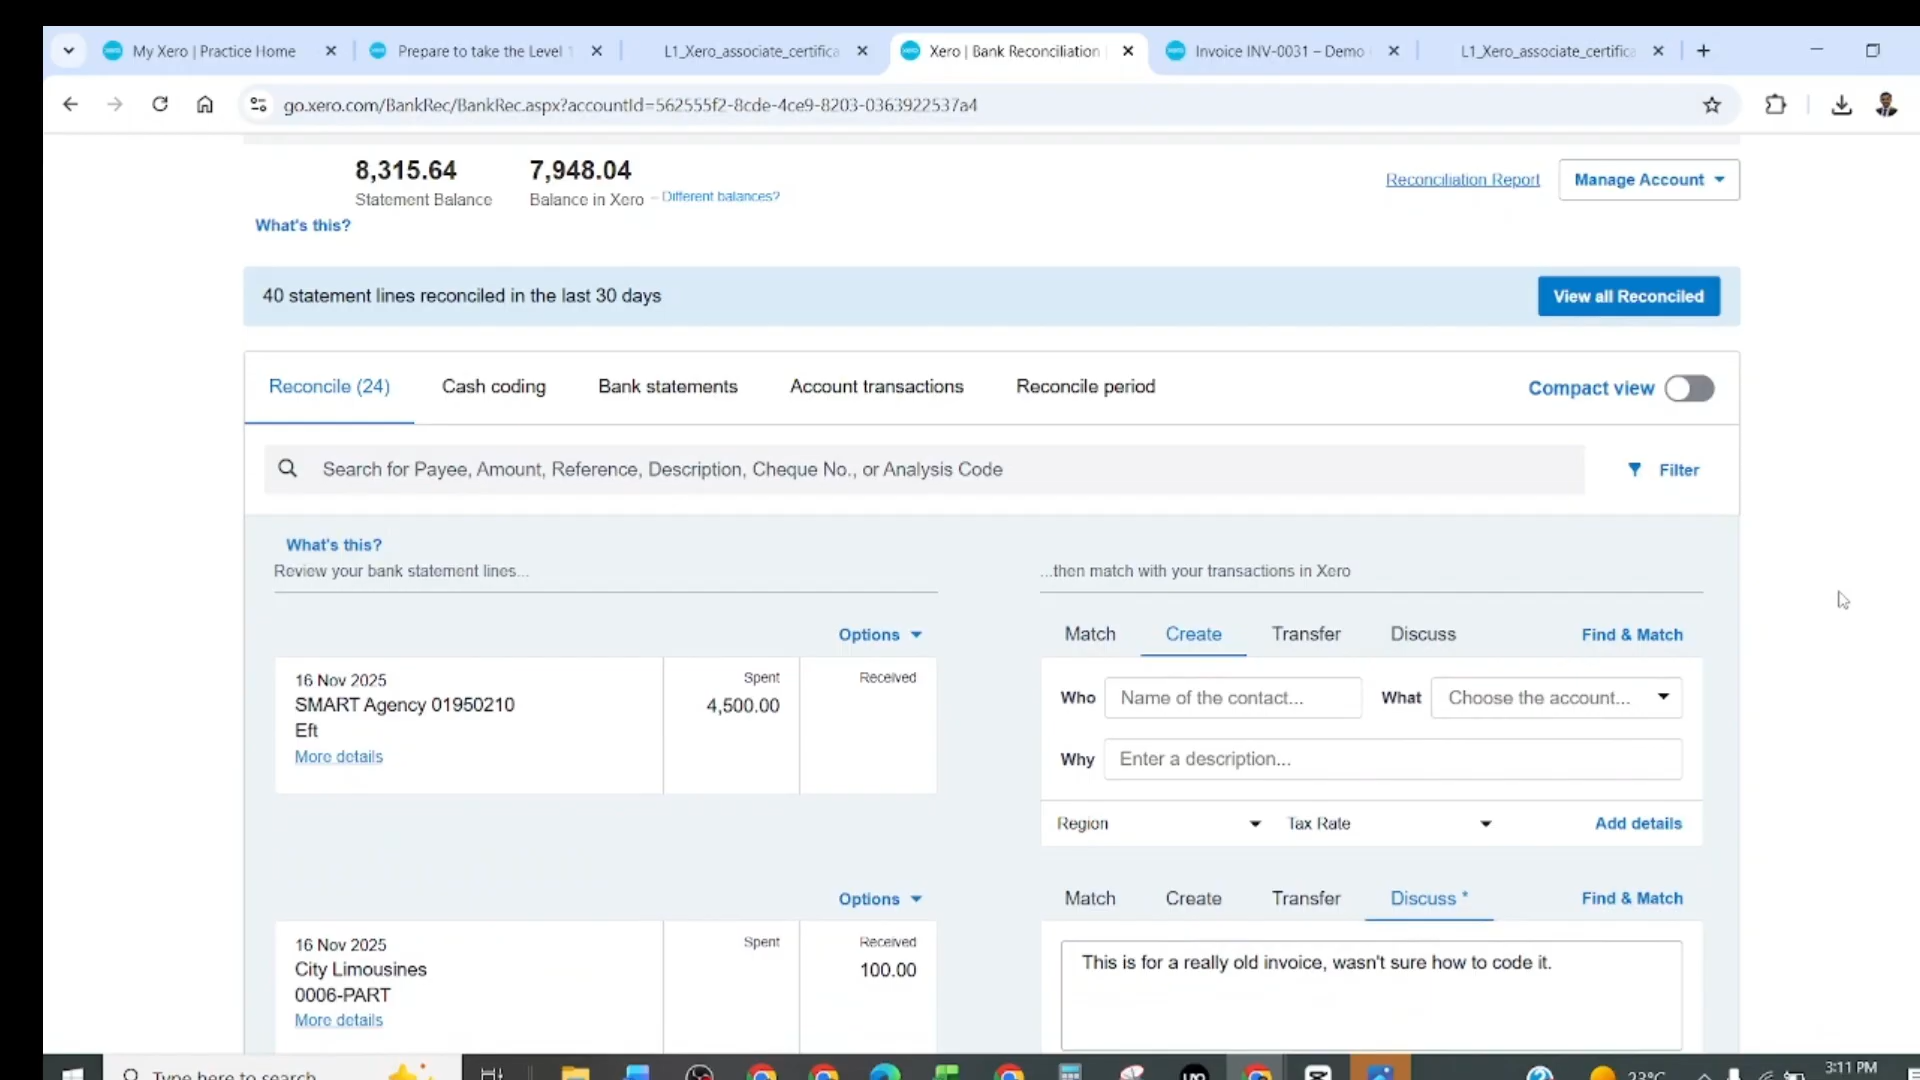 My Xero | Practice Home
Prepare to take the Level 1
L1_Xero_associate_certifica
Xero | Bank Reconciliation
Invoice INV-0031 – Demo
L1_Xero_associate_certific
go.xero.com/BankRec/BankRec.aspx?accountId=562555f2-8cde-4ce9-8203-0363922537a4
8,315.64
7,948.04
Statement Balance
Balance in Xero – Different balances?
Reconciliation Report
Manage Account
What's this?
40 statement lines reconciled in the last 30 days
View all Reconciled
Reconcile (24)
Cash coding
Bank statements
Account transactions
Reconcile period
Compact view
Search for Payee, Amount, Reference, Description, Cheque No., or Analysis Code
Filter
What's this?
Review your bank statement lines...
...then match with your transactions in Xero
Options
Match
Create
Transfer
Discuss
Find & Match
16 Nov 2025
SMART Agency 01950210
Eft
More details
Spent
4,500.00
Received
Who
Name of the contact...
What
Choose the account...
Why
Enter a description...
Region
Tax Rate
Add details
Options
Match
Create
Transfer
Discuss *
Find & Match
16 Nov 2025
City Limousines
0006-PART
More details
Spent
Received
100.00
This is for a really old invoice, wasn't sure how to code it.
Type here to search
23°C
3:11 PM